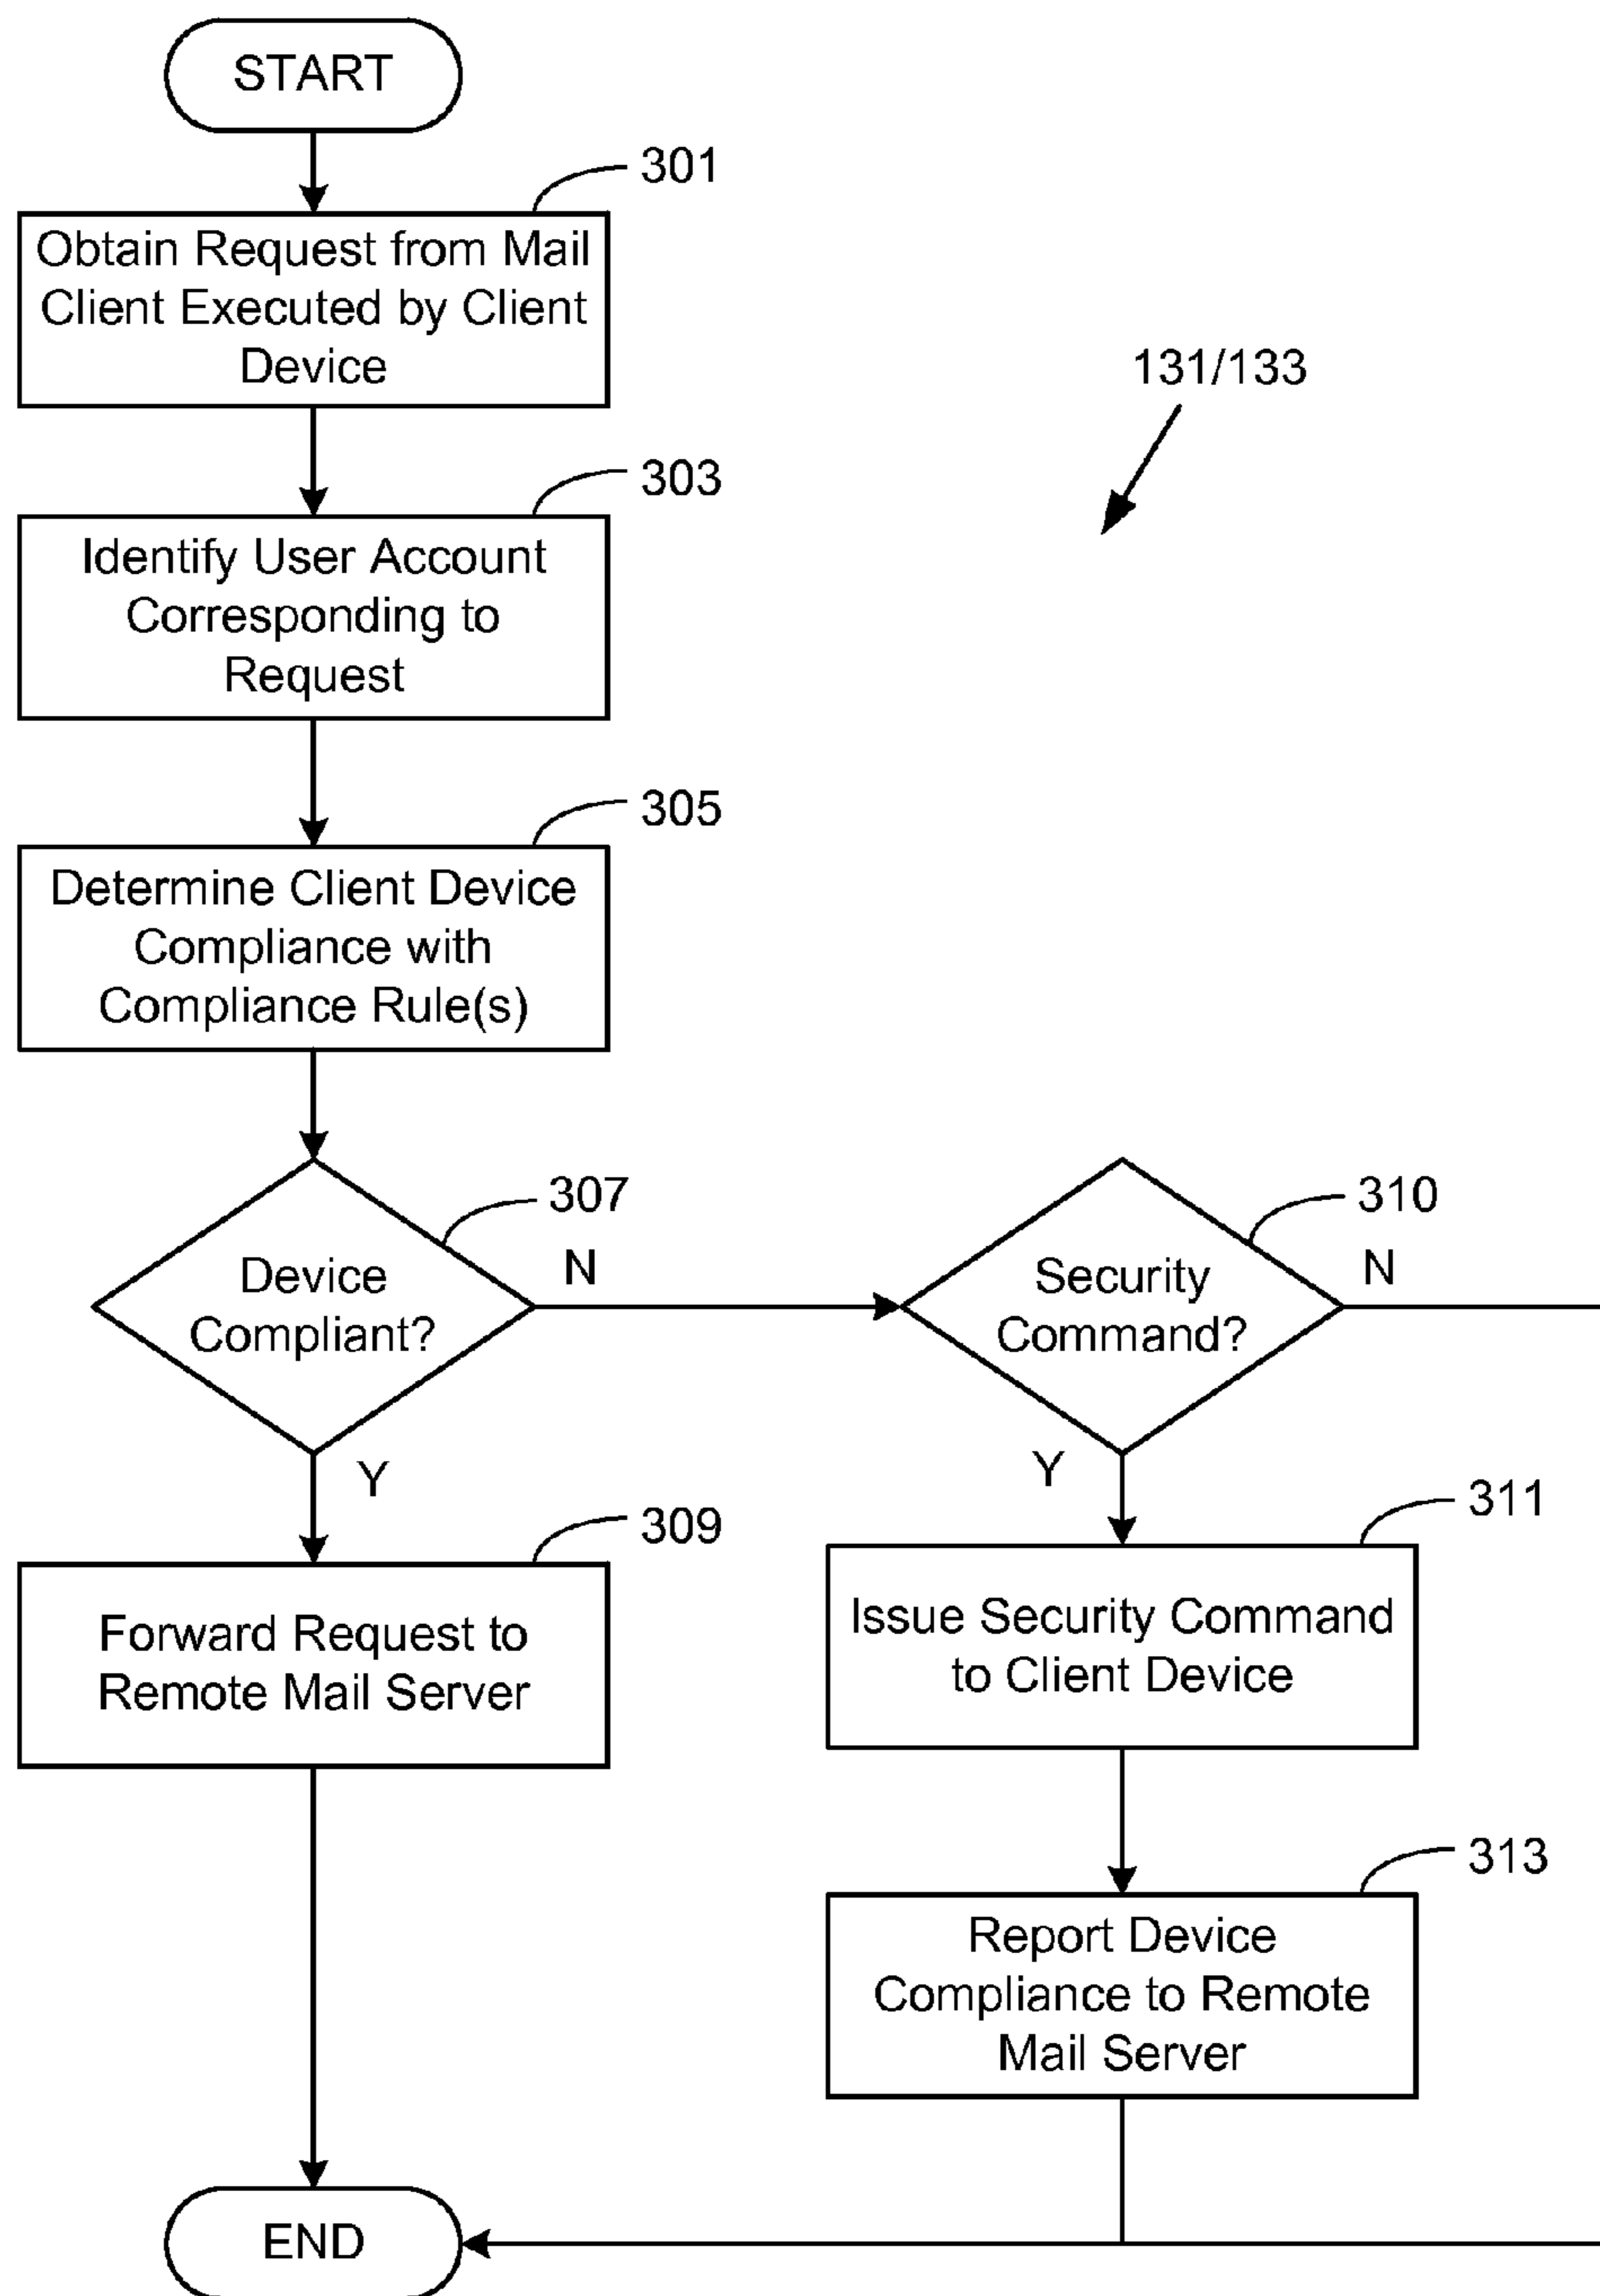 START
301
Obtain Request from Mail
Client Executed by Client
Device
131/133
303
Identify User Account
Corresponding to
Request
305
Determine Client Device
Compliance with
Compliance Rule(s)
307
N
Device
Compliant?
Y
310
N
Security
Command?
Y
309
Forward Request to
Remote Mail Server
311
Issue Security Command
to Client Device
313
Report Device
Compliance to Remote
Mail Server
END